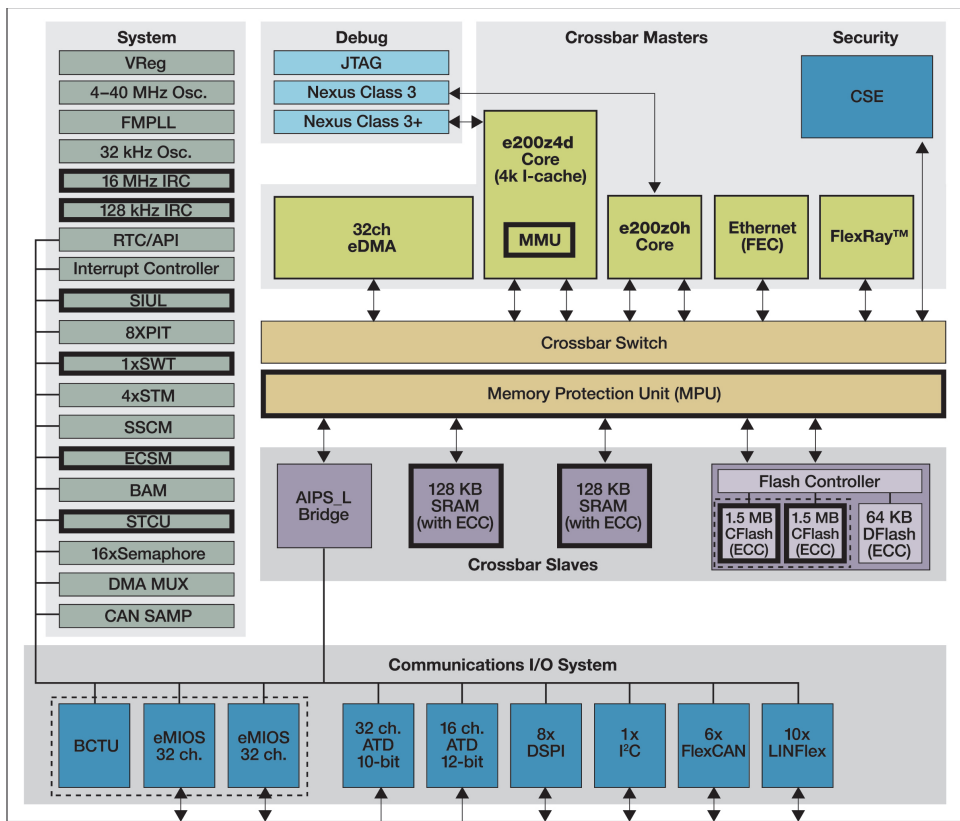 System
VReg
4–40 MHz Osc.
FMPLL
32 kHz Osc.
16 MHz IRC
128 kHz IRC
RTC/API
Interrupt Controller
SIUL
8XPIT
1xSWT
4xSTM
SSCM
ECSM
BAM
STCU
16xSemaphore
DMA MUX
CAN SAMP
Debug
JTAG
Nexus Class 3
Nexus Class 3+
Crossbar Masters
Security
CSE
e200z4d
Core
(4k I-cache)
MMU
32ch
eDMA
e200z0h
Core
Ethernet
(FEC)
FlexRay™
Crossbar Switch
Memory Protection Unit (MPU)
AIPS_L
Bridge
128 KB
SRAM
(with ECC)
128 KB
SRAM
(with ECC)
Flash Controller
1.5 MB
CFlash
(ECC)
1.5 MB
CFlash
(ECC)
64 KB
DFlash
(ECC)
Crossbar Slaves
Communications I/O System
BCTU
eMIOS
32 ch.
eMIOS
32 ch.
32 ch.
ATD
10-bit
16 ch.
ATD
12-bit
8x
DSPI
1x
I²C
6x
FlexCAN
10x
LINFlex